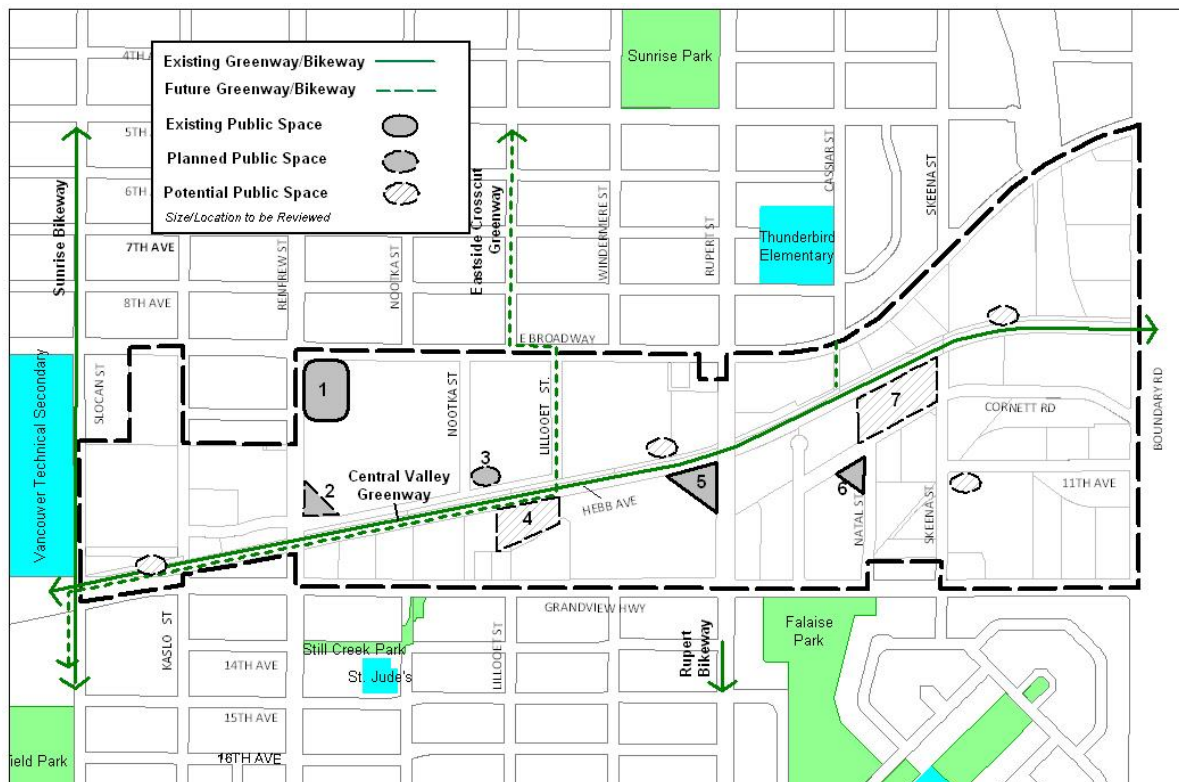 Sunrise Park
4TH A
Existing Greenway/Bikeway
Future Greenway/Bikeway
Existing Public Space
Planned Public Space
Potential Public Space
Size/Location to be Reviewed
5TH A
6TH A
7TH AVE
8TH AVE
Sunrise Bikeway
RENFREW ST
NOOTKA ST
Eastside Crosscut
Greenway
WINDERMERE ST
RUPERT ST
CASSIAR ST
SKEENA ST
Thunderbird
Elementary
E BROADWAY
Vancouver Technical Secondary
SLOCAN ST
1
NOOTKA ST
LILLOOET ST.
7
CORNETT RD
BOUNDARY RD
2
3
Central Valley
Greenway
4
HEBB AVE
5
6
NATAL ST
SKEENA ST
11TH AVE
KASLO ST
GRANDVIEW HWY
Still Creek Park
St. Jude's
LILLOOET ST
Rupert
Bikeway
Falaise
Park
14TH AVE
15TH AVE
16TH AVE
ield Park